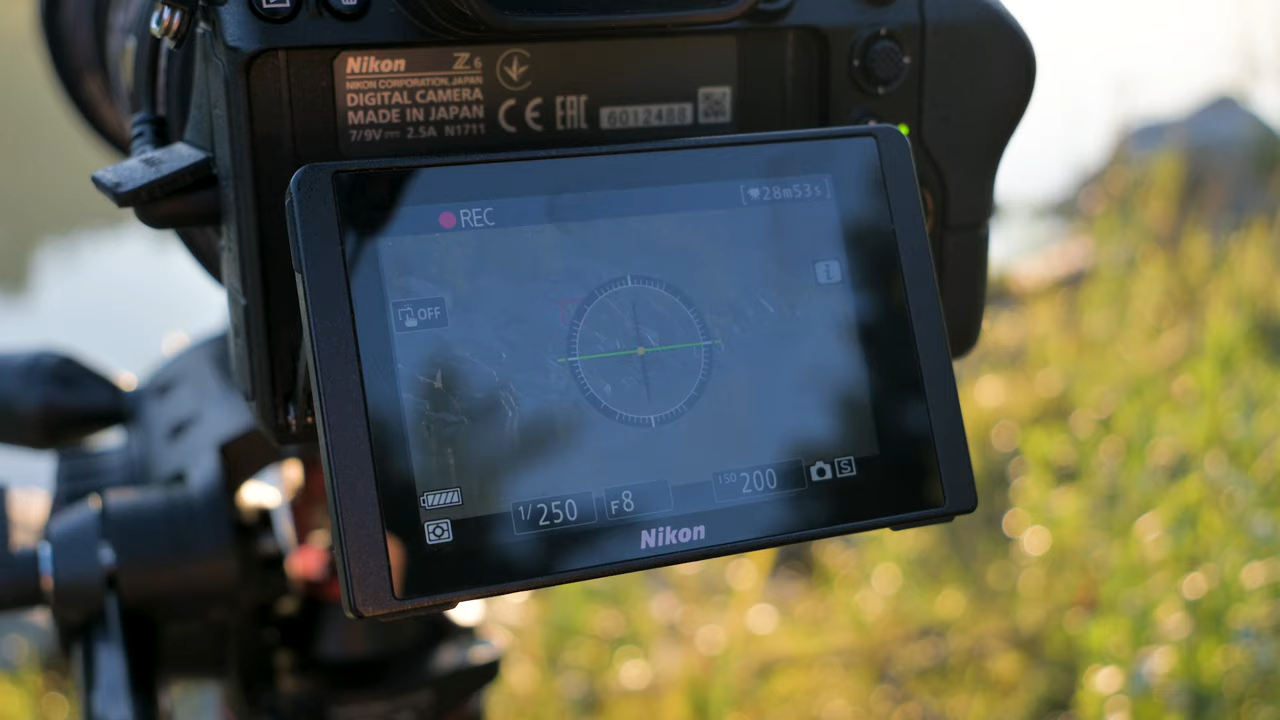 Nikon Z 6
NIKON CORPORATION, JAPAN
DIGITAL CAMERA
MADE IN JAPAN
7/9V⎓ 2.5A N1711
CE EAC 6012488
[28m53s]
REC
i
OFF
1/250 F8 ISO 200 S
Nikon